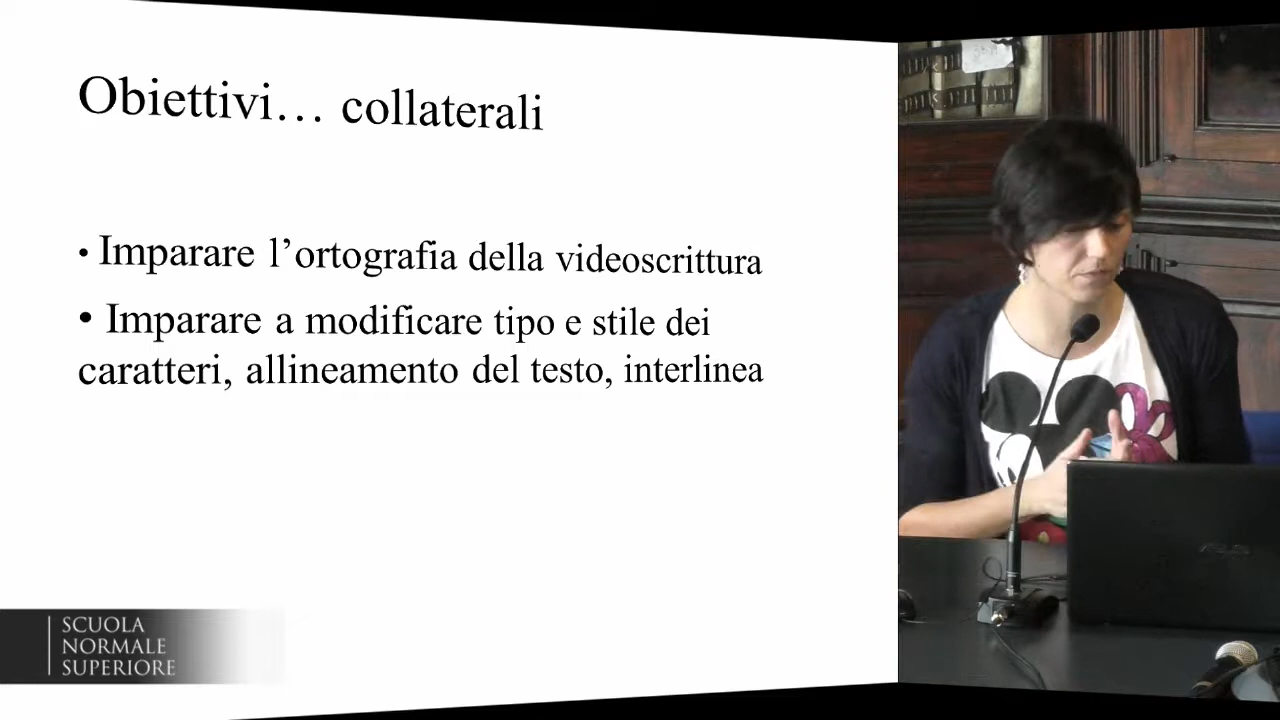 Obiettivi… collaterali
• Imparare l’ortografia della videoscrittura
• Imparare a modificare tipo e stile dei
caratteri, allineamento del testo, interlinea
SCUOLA
NORMALE
SUPERIORE